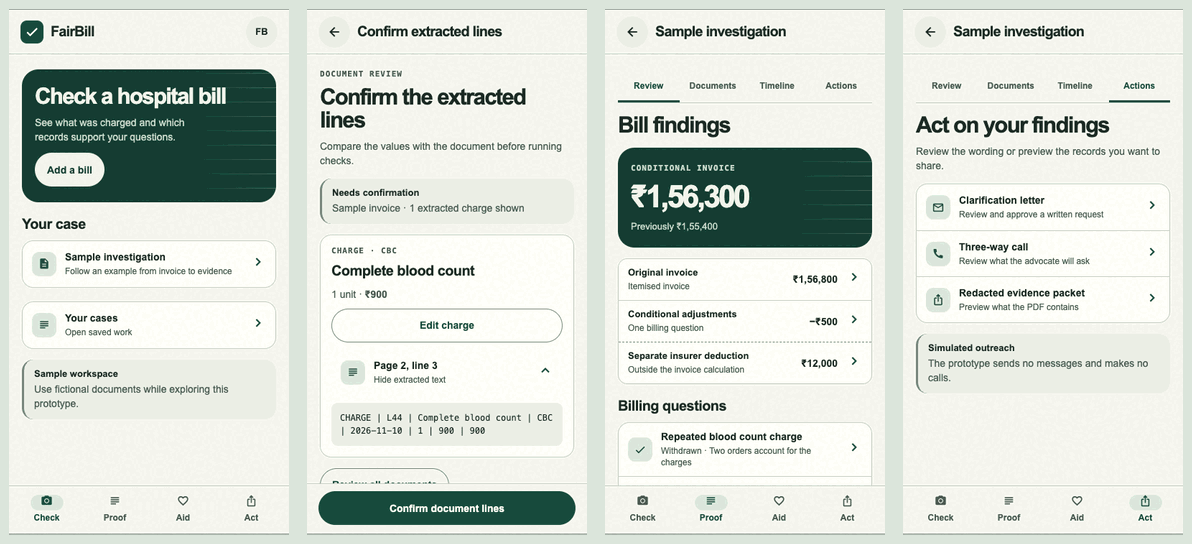 FairBill
FB
Check a hospital bill
See what was charged and which
records support your questions.
Add a bill
Your case
Sample investigation
Follow an example from invoice to evidence
Your cases
Open saved work
Sample workspace
Use fictional documents while exploring this
prototype.
Check
Proof
Aid
Act
Confirm extracted lines
DOCUMENT REVIEW
Confirm the extracted
lines
Compare the values with the document before running
checks.
Needs confirmation
Sample invoice · 1 extracted charge shown
CHARGE · CBC
Complete blood count
1 unit · ₹900
Edit charge
Page 2, line 3
Hide extracted text
CHARGE | L44 | Complete blood count | CBC
| 2026-11-10 | 1 | 900 | 900
Review all documents
Confirm document lines
Sample investigation
Review
Documents
Timeline
Actions
Bill findings
CONDITIONAL INVOICE
₹1,56,300
Previously ₹1,55,400
Original invoice
Itemised invoice
₹1,56,800
Conditional adjustments
One billing question
−₹500
Separate insurer deduction
Outside the invoice calculation
₹12,000
Billing questions
Repeated blood count charge
Withdrawn · Two orders account for the
charges
Check
Proof
Aid
Act
Sample investigation
Review
Documents
Timeline
Actions
Act on your findings
Review the wording or preview the records you want to
share.
Clarification letter
Review and approve a written request
Three-way call
Review what the advocate will ask
Redacted evidence packet
Preview what the PDF contains
Simulated outreach
The prototype sends no messages and makes no
calls.
Check
Proof
Aid
Act